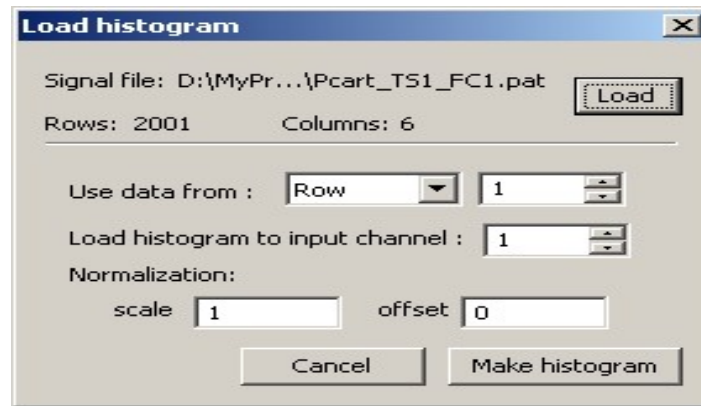 Load histogram
Signal file: D:\MyPr...\Pcart_TS1_FC1.pat
Load
Rows: 2001 Columns: 6
Use data from : Row 1
Load histogram to input channel : 1
Normalization:
scale 1 offset 0
Cancel Make histogram